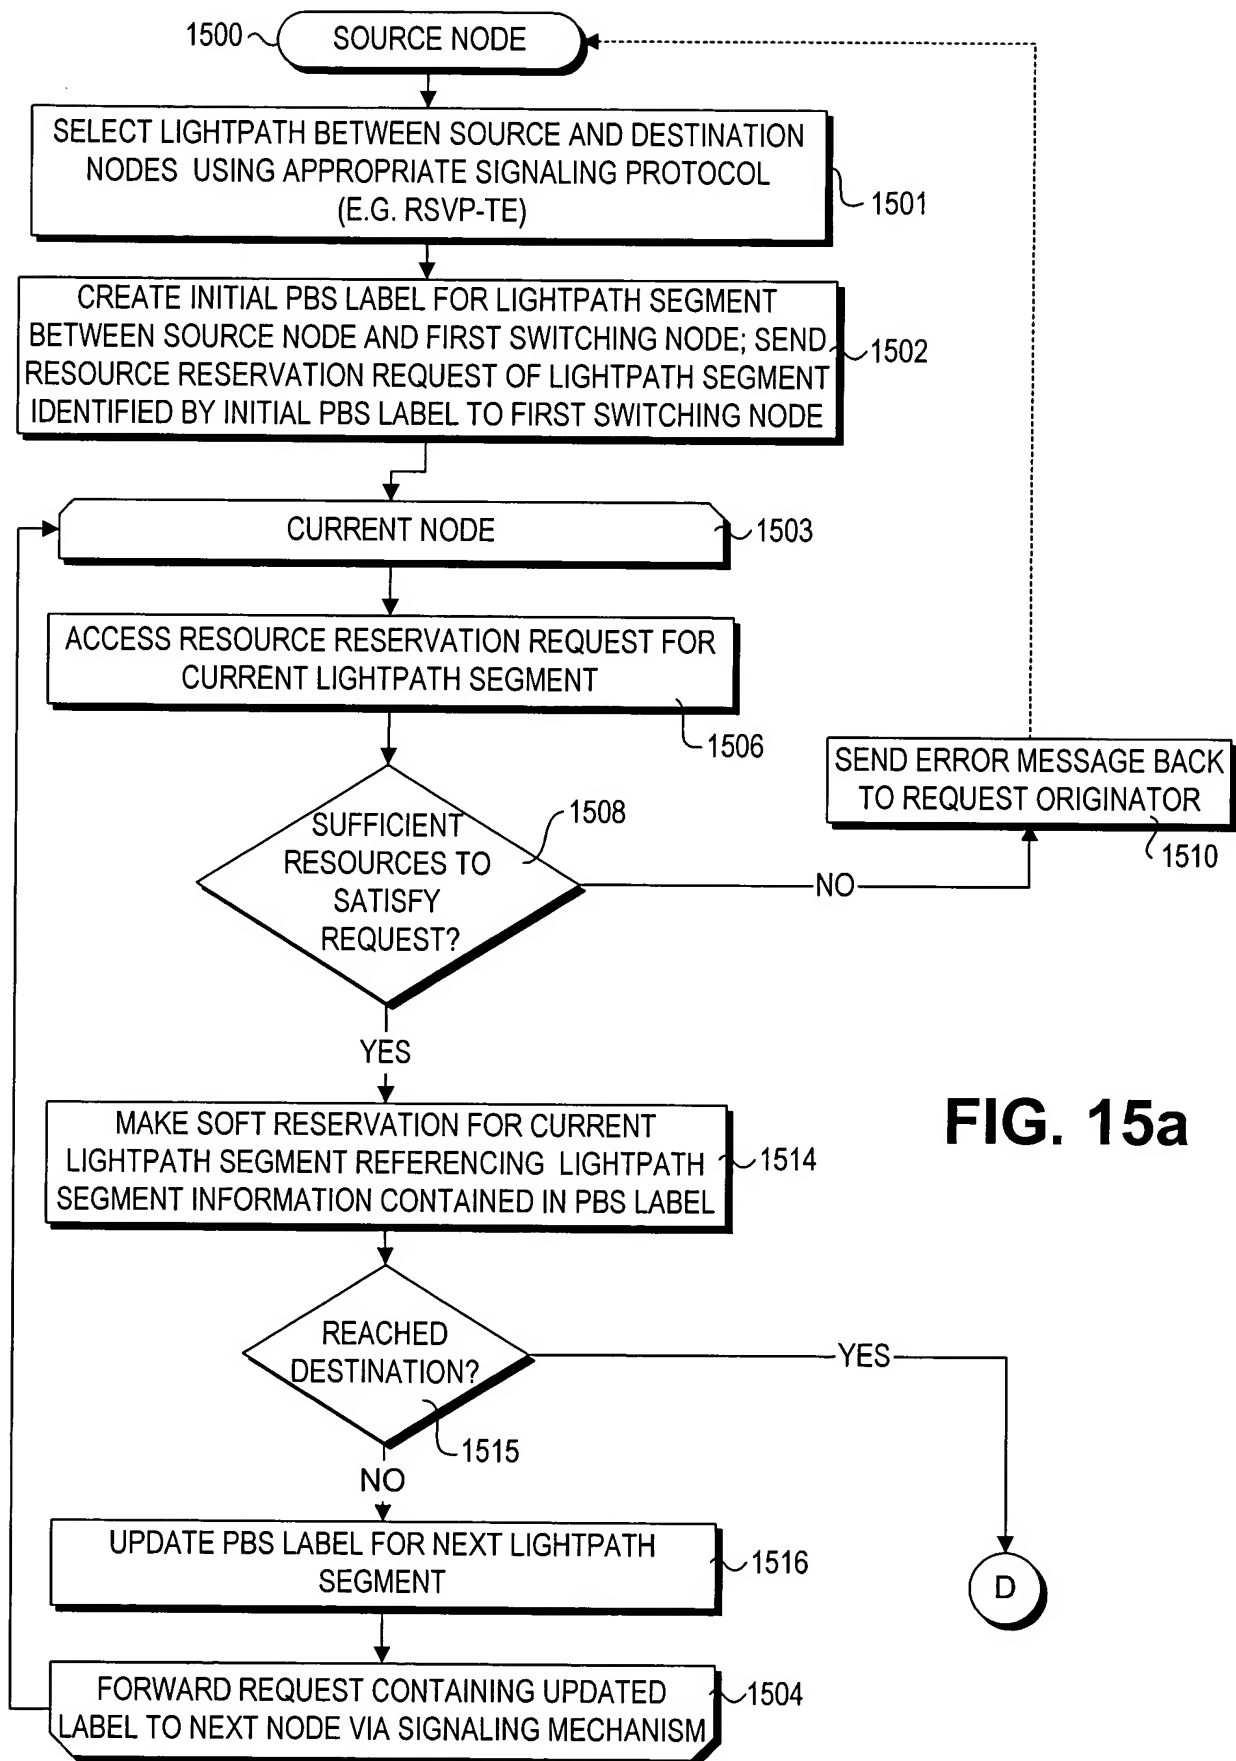 1500
SOURCE NODE
SELECT LIGHTPATH BETWEEN SOURCE AND DESTINATION
NODES USING APPROPRIATE SIGNALING PROTOCOL
(E.G. RSVP-TE)
1501
CREATE INITIAL PBS LABEL FOR LIGHTPATH SEGMENT
BETWEEN SOURCE NODE AND FIRST SWITCHING NODE; SEND
RESOURCE RESERVATION REQUEST OF LIGHTPATH SEGMENT
IDENTIFIED BY INITIAL PBS LABEL TO FIRST SWITCHING NODE
1502
CURRENT NODE
1503
ACCESS RESOURCE RESERVATION REQUEST FOR
CURRENT LIGHTPATH SEGMENT
1506
SEND ERROR MESSAGE BACK
TO REQUEST ORIGINATOR
1510
SUFFICIENT
RESOURCES TO
SATISFY
REQUEST?
1508
NO
YES
MAKE SOFT RESERVATION FOR CURRENT
LIGHTPATH SEGMENT REFERENCING LIGHTPATH
SEGMENT INFORMATION CONTAINED IN PBS LABEL
1514
FIG. 15a
REACHED
DESTINATION?
1515
YES
NO
UPDATE PBS LABEL FOR NEXT LIGHTPATH
SEGMENT
1516
D
FORWARD REQUEST CONTAINING UPDATED
LABEL TO NEXT NODE VIA SIGNALING MECHANISM
1504